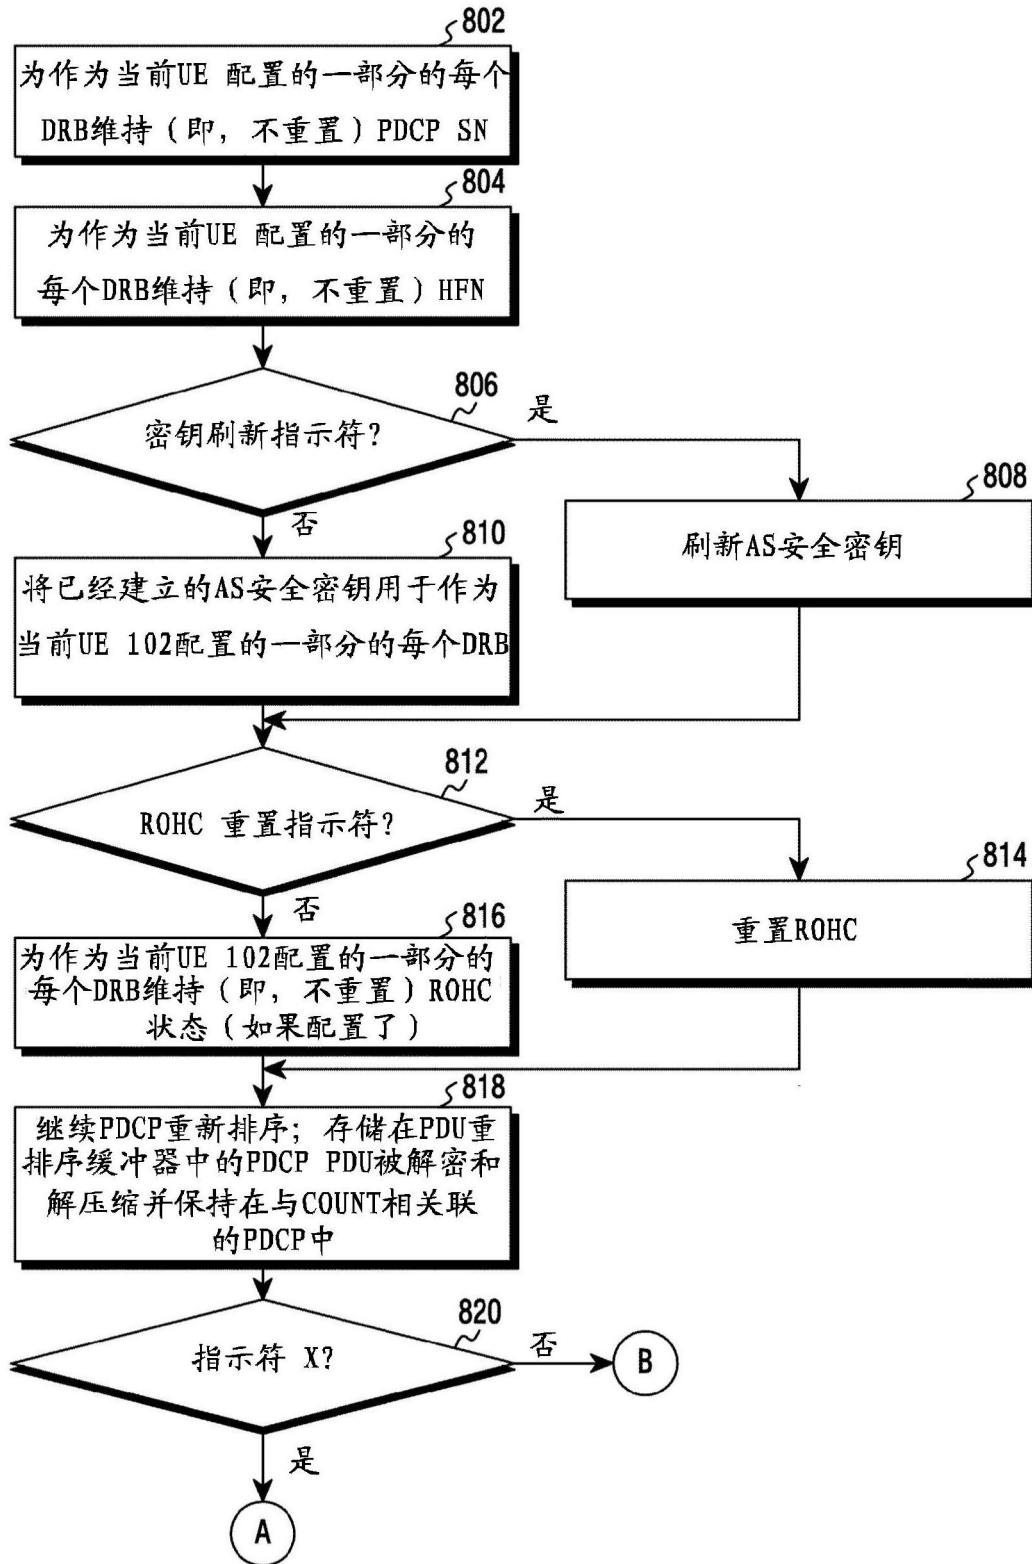 802
为作为当前UE 配置的一部分的每个
DRB维持（即，不重置）PDCP SN
804
为作为当前UE 配置的一部分的
每个DRB维持（即，不重置）HFN
806
密钥刷新指示符？
是
否
808
刷新AS安全密钥
810
将已经建立的AS安全密钥用于作为
当前UE 102配置的一部分的每个DRB
812
ROHC 重置指示符？
是
否
814
重置ROHC
816
为作为当前UE 102配置的一部分的
每个DRB维持（即，不重置）ROHC
状态（如果配置了）
818
继续PDCP重新排序；存储在PDU重
排序缓冲器中的PDCP PDU被解密和
解压缩并保持在与COUNT相关联
的PDCP中
820
指示符 X？
否
B
是
A